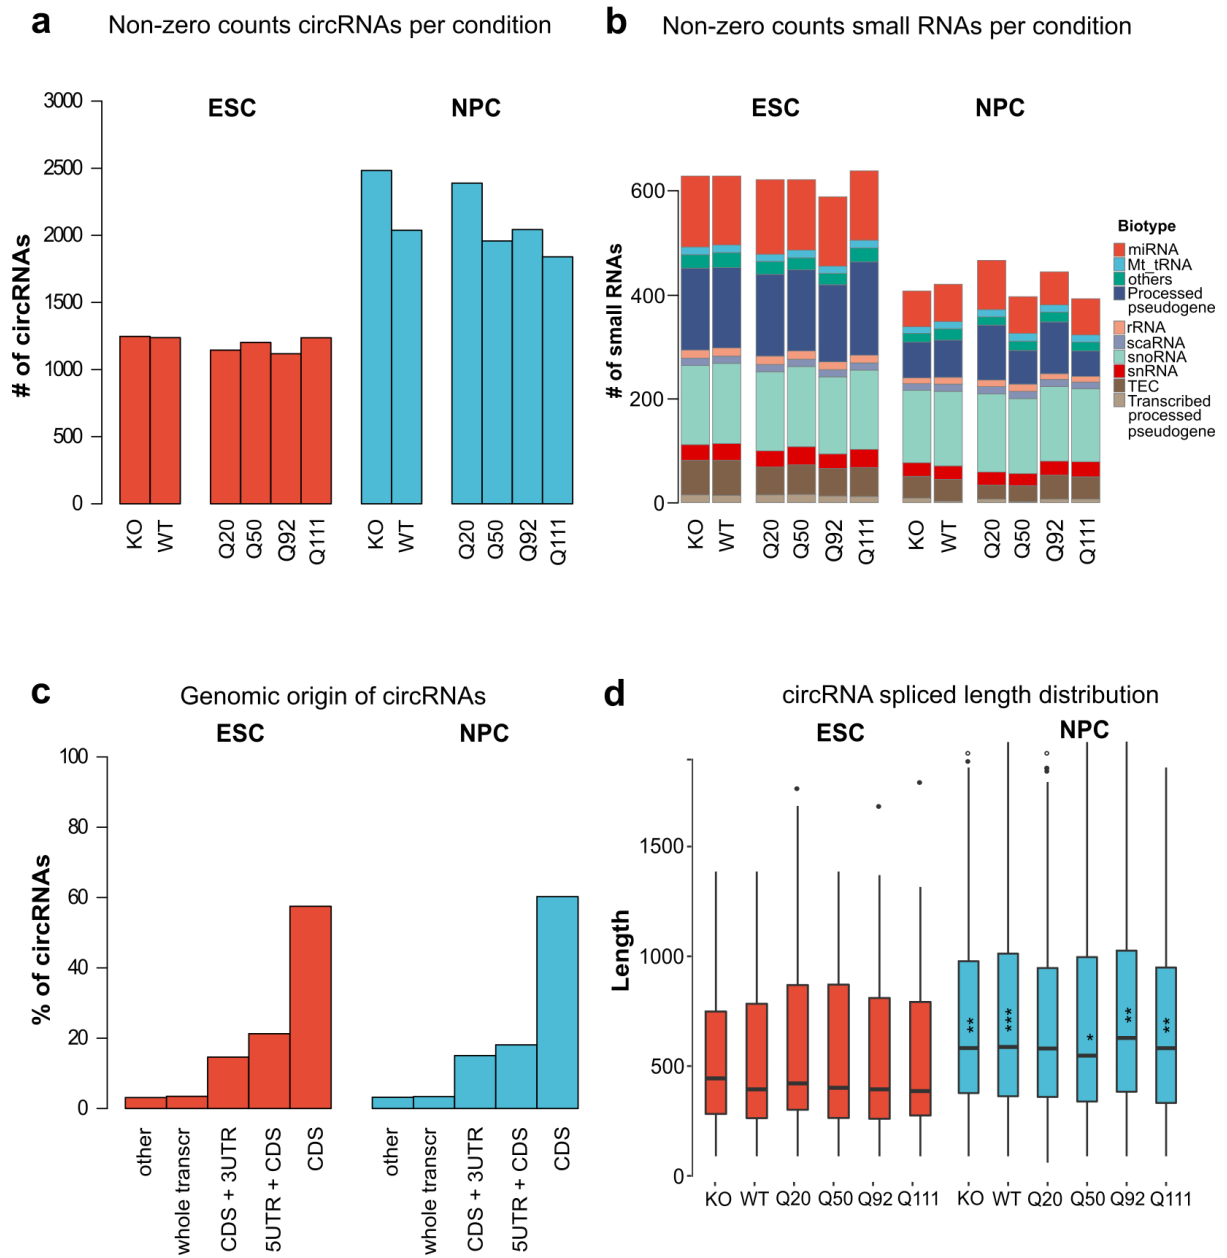 a
Non-zero counts circRNAs per condition
ESC
NPC
# of circRNAs
3000
2500
2000
1500
1000
500
0
KO
WT
Q20
Q50
Q92
Q111
KO
WT
Q20
Q50
Q92
Q111
b
Non-zero counts small RNAs per condition
ESC
NPC
# of small RNAs
600
400
200
0
KO
WT
Q20
Q50
Q92
Q111
KO
WT
Q20
Q50
Q92
Q111
Biotype
miRNA
Mt_tRNA
others
Processed
pseudogene
rRNA
scaRNA
snoRNA
snRNA
TEC
Transcribed
processed
pseudogene
c
Genomic origin of circRNAs
ESC
NPC
% of circRNAs
100
80
60
40
20
0
other
whole transcr
CDS + 3UTR
5UTR + CDS
CDS
other
whole transcr
CDS + 3UTR
5UTR + CDS
CDS
d
circRNA spliced length distribution
ESC
NPC
Length
1500
1000
500
0
**
***
*
**
**
KO
WT
Q20
Q50
Q92
Q111
KO
WT
Q20
Q50
Q92
Q111